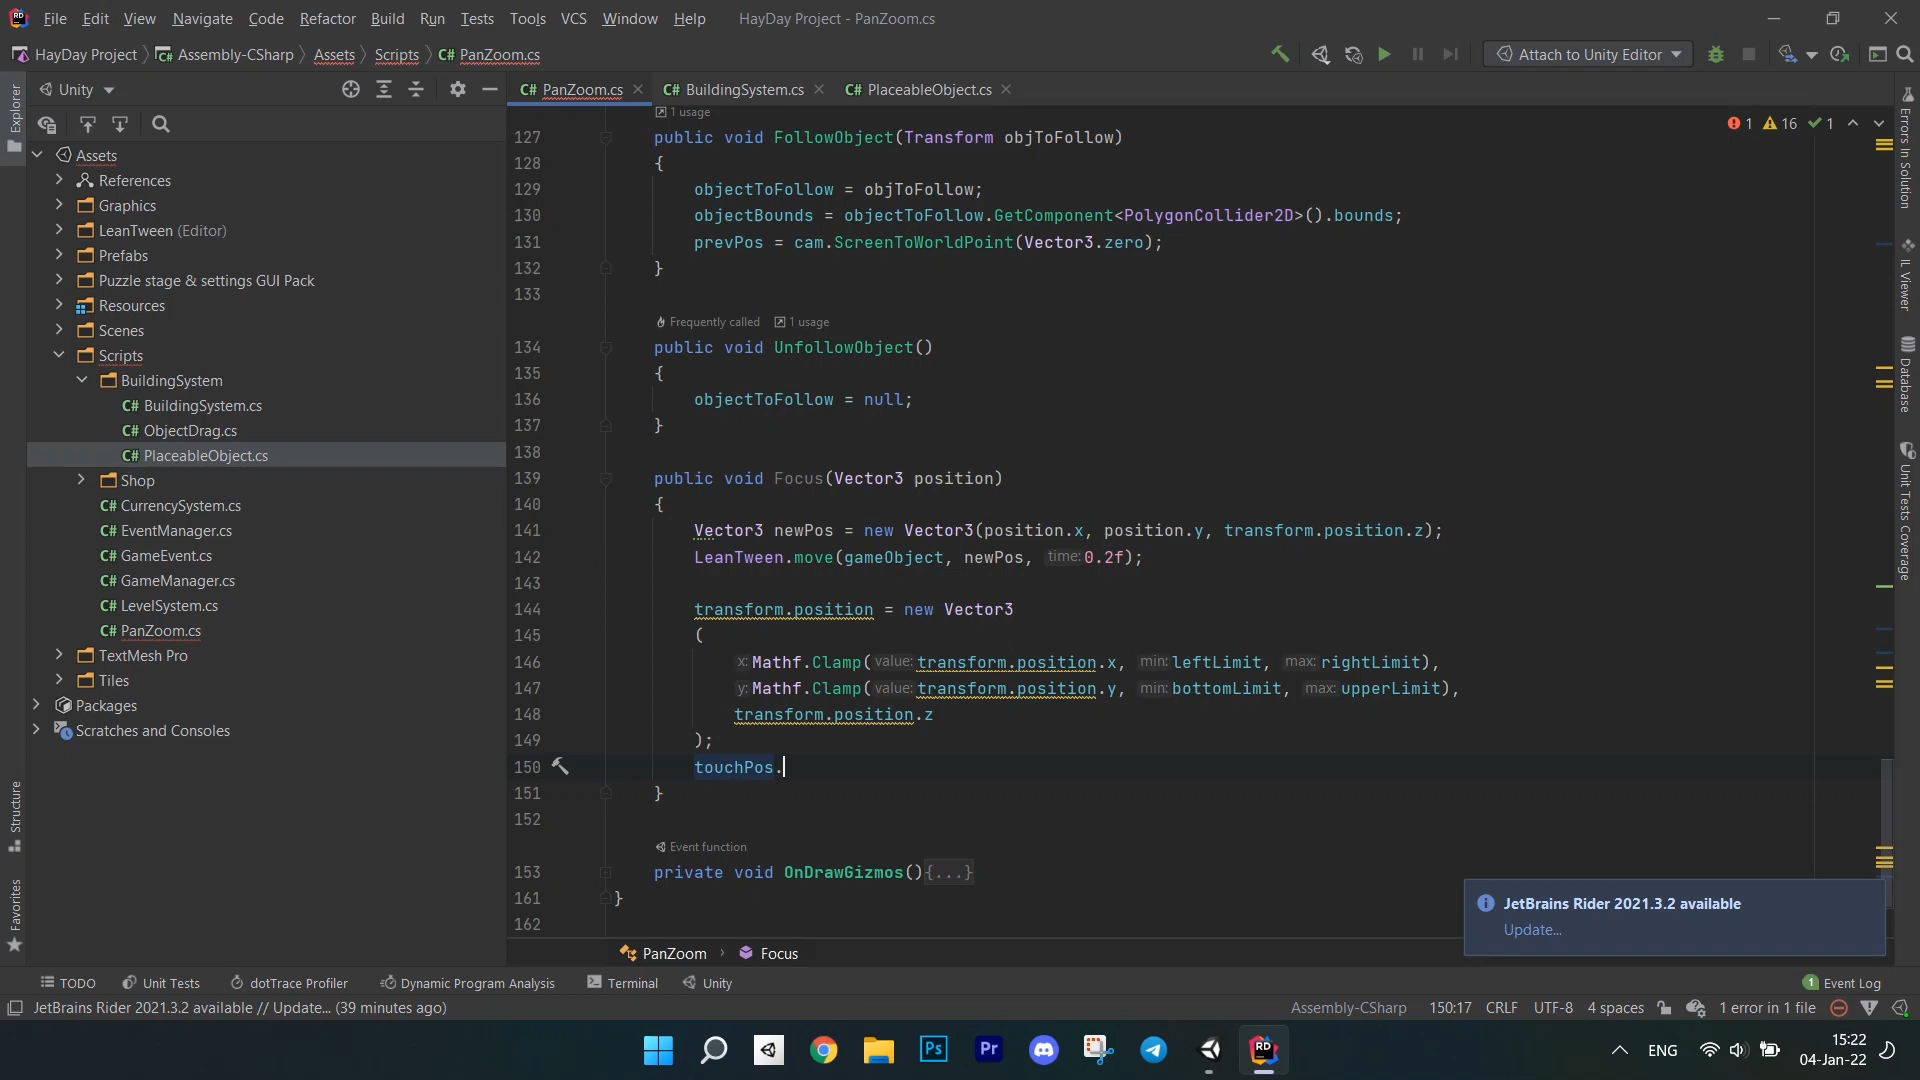 File Edit View Navigate Code Refactor Build Run Tests Tools VCS Window Help HayDay Project - PanZoom.cs
HayDay Project Assembly-CSharp Assets Scripts C# PanZoom.cs Attach to Unity Editor
Unity
C# PanZoom.cs C# BuildingSystem.cs C# PlaceableObject.cs
Explorer
Assets
References
Graphics
LeanTween (Editor)
Prefabs
Puzzle stage & settings GUI Pack
Resources
Scenes
Scripts
BuildingSystem
C# BuildingSystem.cs
C# ObjectDrag.cs
C# PlaceableObject.cs
Shop
C# CurrencySystem.cs
C# EventManager.cs
C# GameEvent.cs
C# GameManager.cs
C# LevelSystem.cs
C# PanZoom.cs
TextMesh Pro
Tiles
Packages
Scratches and Consoles
Structure
Favorites
1 usage
1 16 1
127 public void FollowObject(Transform objToFollow)
128 {
129 objectToFollow = objToFollow;
130 objectBounds = objectToFollow.GetComponent<PolygonCollider2D>().bounds;
131 prevPos = cam.ScreenToWorldPoint(Vector3.zero);
132 }
133
Frequently called 1 usage
134 public void UnfollowObject()
135 {
136 objectToFollow = null;
137 }
138
139 public void Focus(Vector3 position)
140 {
141 Vector3 newPos = new Vector3(position.x, position.y, transform.position.z);
142 LeanTween.move(gameObject, newPos, time: 0.2f);
143
144 transform.position = new Vector3
145 (
146 x: Mathf.Clamp( value: transform.position.x, min: leftLimit, max: rightLimit),
147 y: Mathf.Clamp( value: transform.position.y, min: bottomLimit, max: upperLimit),
148 transform.position.z
149 );
150 touchPos.
151 }
152
Event function
153 private void OnDrawGizmos(){...}
161 }
162
PanZoom Focus
Errors In Solution
IL Viewer
Database
Unit Tests Coverage
JetBrains Rider 2021.3.2 available
Update...
TODO Unit Tests dotTrace Profiler Dynamic Program Analysis Terminal Unity 1 Event Log
JetBrains Rider 2021.3.2 available // Update... (39 minutes ago) Assembly-CSharp 150:17 CRLF UTF-8 4 spaces 1 error in 1 file
Ps Pr RD ENG 15:22
04-Jan-22